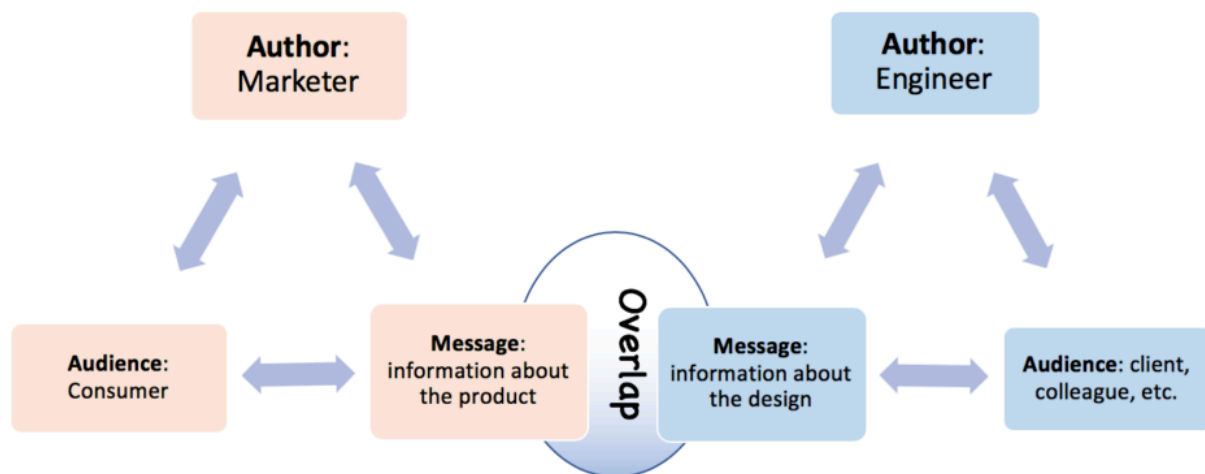 Author:
Marketer
Author:
Engineer
Audience:
Consumer
Message:
information about
the product
Overlap
Message:
information about
the design
Audience: client,
colleague, etc.